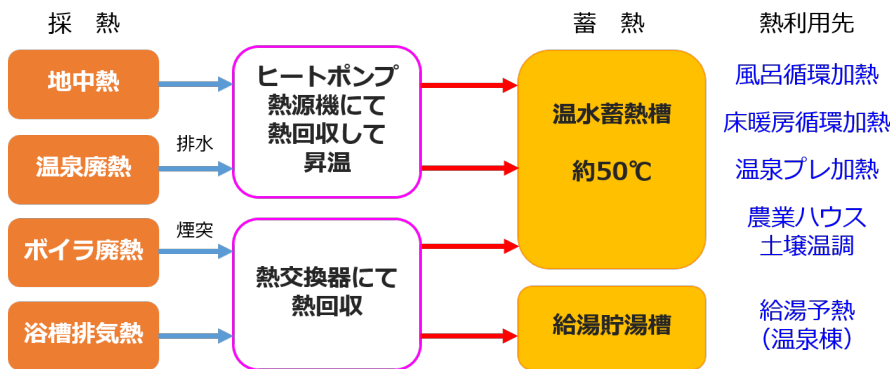 採　熱
蓄　熱
熱利用先
地中熱
ヒートポンプ
熱源機にて
熱回収して
昇温
温水蓄熱槽
約50℃
風呂循環加熱
床暖房循環加熱
温泉廃熱
排水
温泉プレ加熱
農業ハウス
土壌温調
ボイラ廃熱
煙突
熱交換器にて
熱回収
浴槽排気熱
給湯貯湯槽
給湯予熱
（温泉棟）